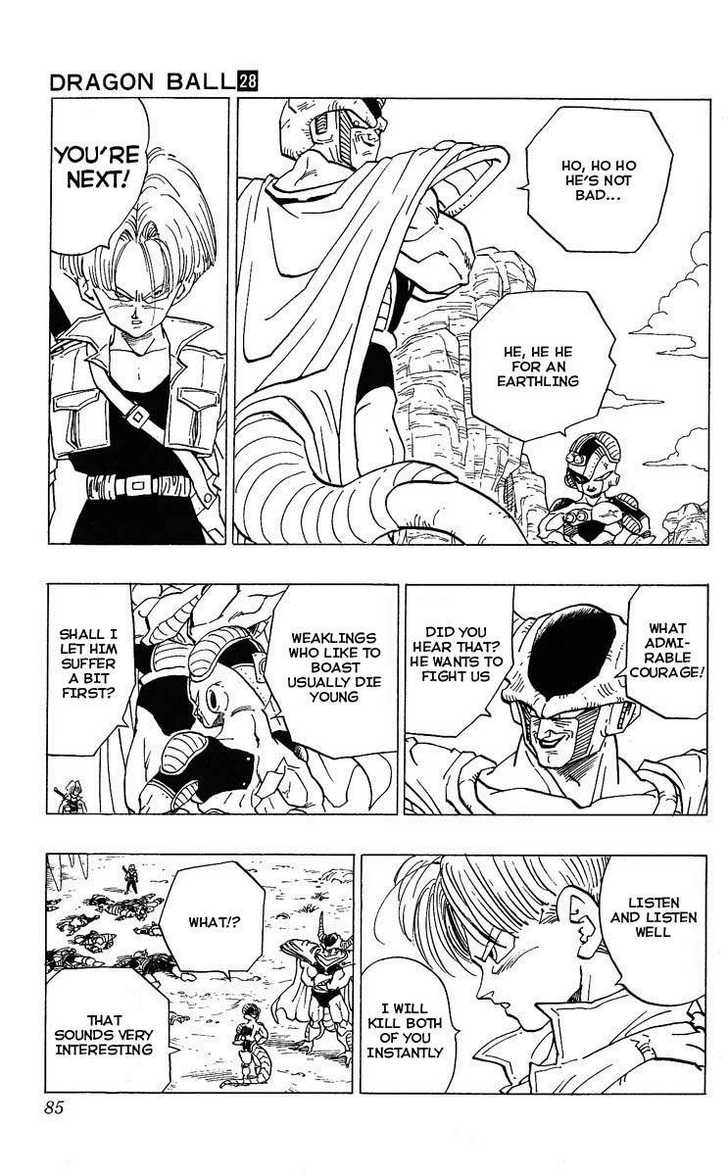 DRAGON BALL 28
HO, HO HO
HE'S NOT
BAD...
HE, HE HE
FOR AN
EARTHLING
YOU'RE
NEXT!
WHAT
ADMI-
RABLE
COURAGE!
DID YOU
HEAR THAT?
HE WANTS TO
FIGHT US
WEAKLINGS
WHO LIKE TO
BOAST
USUALLY DIE
YOUNG
SHALL I
LET HIM
SUFFER
A BIT
FIRST?
LISTEN
AND LISTEN
WELL
I WILL
KILL BOTH
OF YOU
INSTANTLY
WHAT!?
THAT
SOUNDS VERY
INTERESTING
85